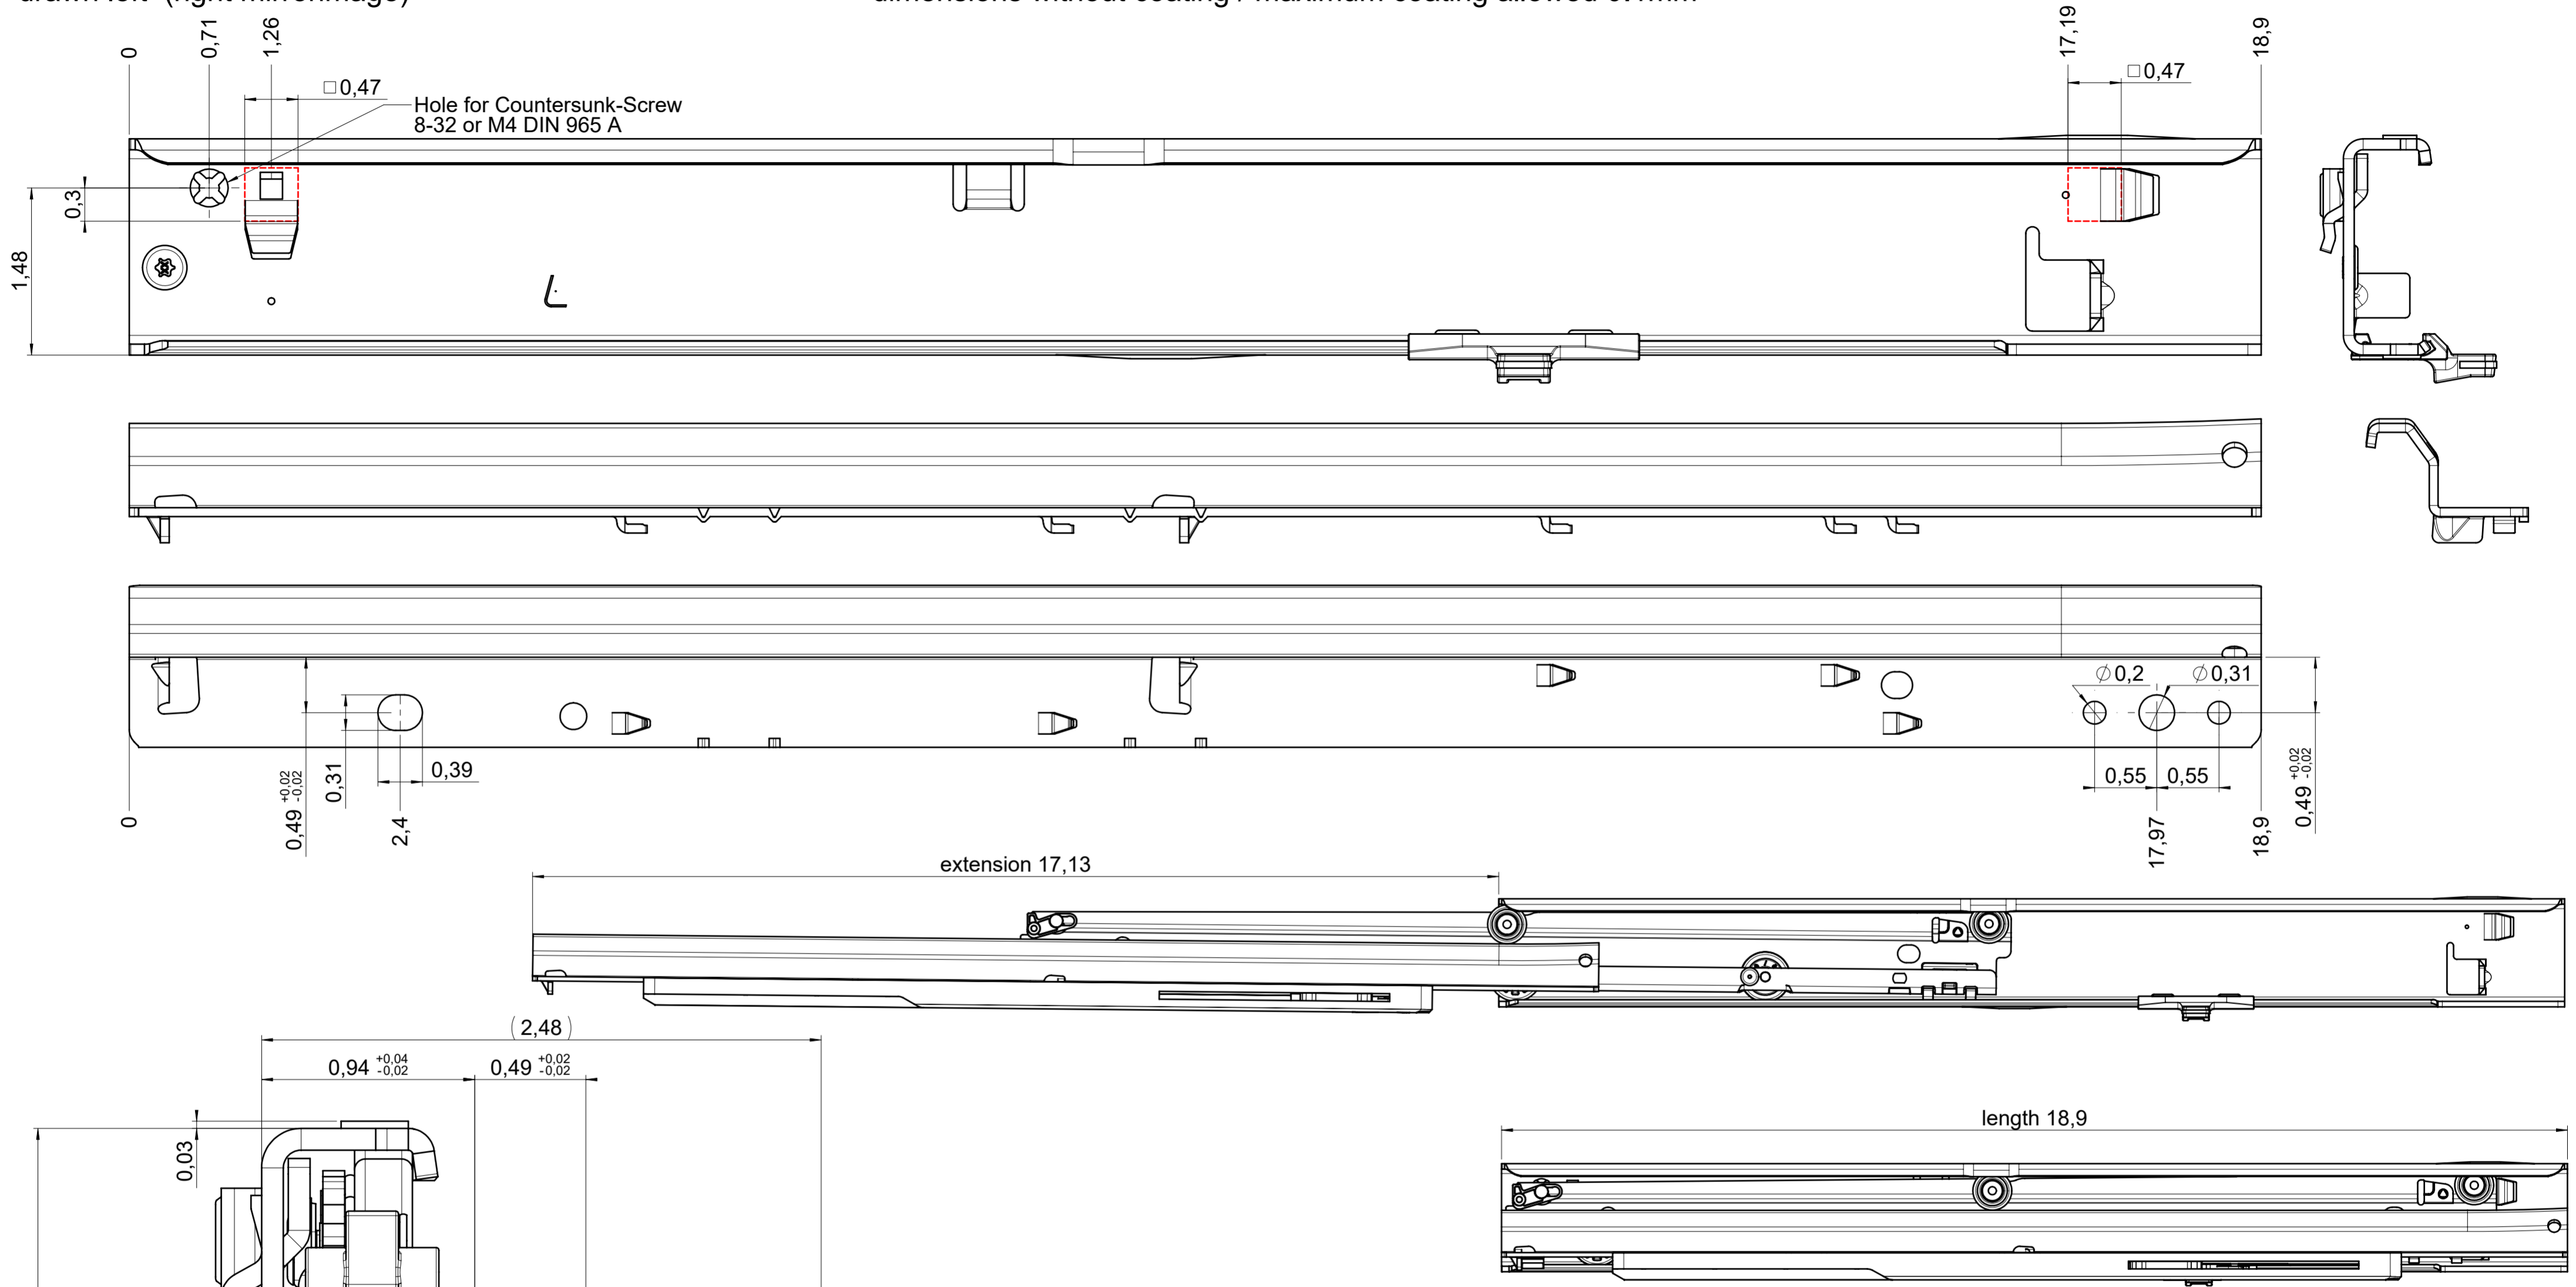 0
0,71
1,26
17,19
18,9
□0,47
□0,47
Hole for Countersunk-Screw
8-32 or M4 DIN 965 A
0,3
1,48
L
∅0,2
∅0,31
0,31
0,39
0,49 +0,02 -0,02
0,55
0,55
0,49 +0,02 -0,02
0
2,4
17,97
18,9
extension 17,13
(2,48)
0,94 +0,04 -0,02
0,49 +0,02 -0,02
0,03
length 18,9